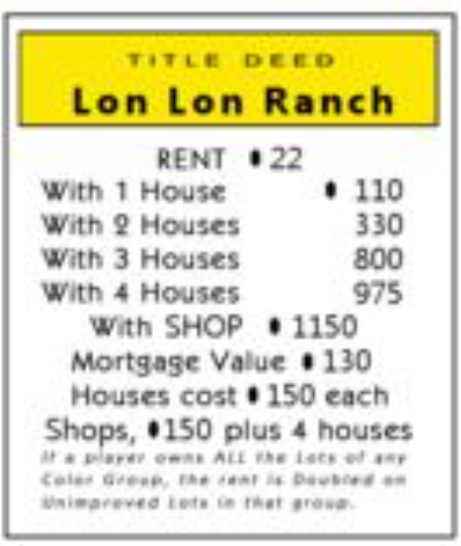 TITLE DEED
Lon Lon Ranch
RENT 22
With 1 House 110
With 2 Houses 330
With 3 Houses 800
With 4 Houses 975
With SHOP 1150
Mortgage Value 130
Houses cost 150 each
Shops, 150 plus 4 houses
If a player owns ALL the Lots of any
Color Group, the rent is Doubled on
Unimproved Lots in that group.